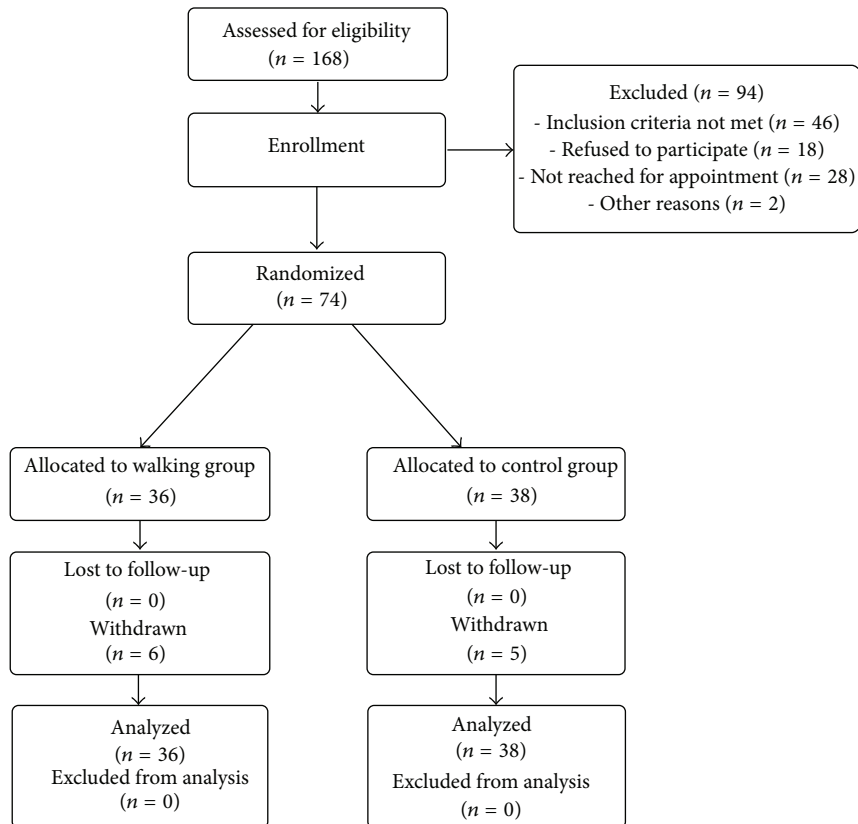 Assessed for eligibility
(n = 168)
Excluded (n = 94)
- Inclusion criteria not met (n = 46)
- Refused to participate (n = 18)
- Not reached for appointment (n = 28)
- Other reasons (n = 2)
Enrollment
Randomized
(n = 74)
Allocated to walking group
(n = 36)
Allocated to control group
(n = 38)
Lost to follow-up
(n = 0)
Withdrawn
(n = 6)
Lost to follow-up
(n = 0)
Withdrawn
(n = 5)
Analyzed
(n = 36)
Excluded from analysis
(n = 0)
Analyzed
(n = 38)
Excluded from analysis
(n = 0)